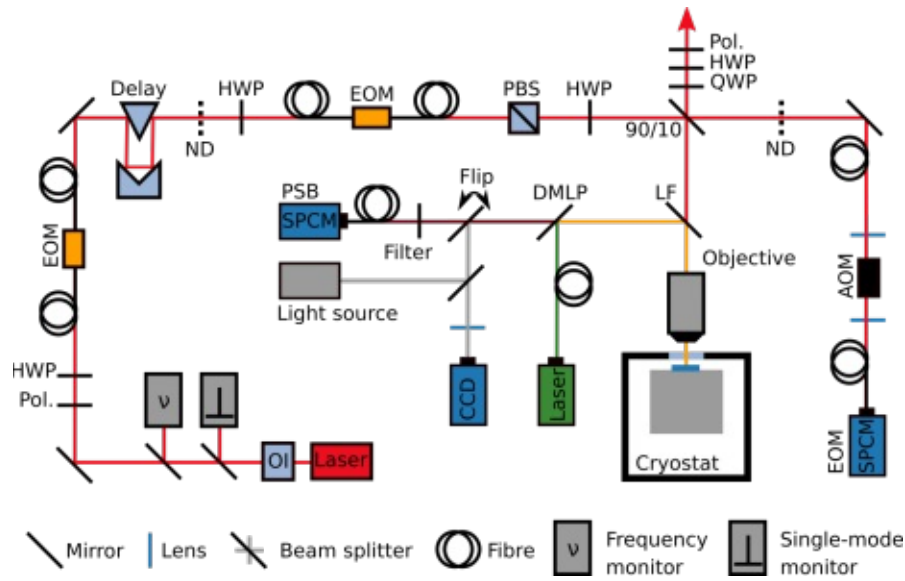 Pol.
HWP
QWP
Delay
HWP
EOM
PBS
HWP
90/10
ND
ND
PSB
SPCM
Flip
DMLP
LF
Filter
Objective
EOM
AOM
Light source
HWP
Pol.
ν
CCD
Laser
Cryostat
EOM
SPCM
OI
Laser
Mirror
Lens
Beam splitter
Fibre
ν
Frequency
monitor
Single-mode
monitor